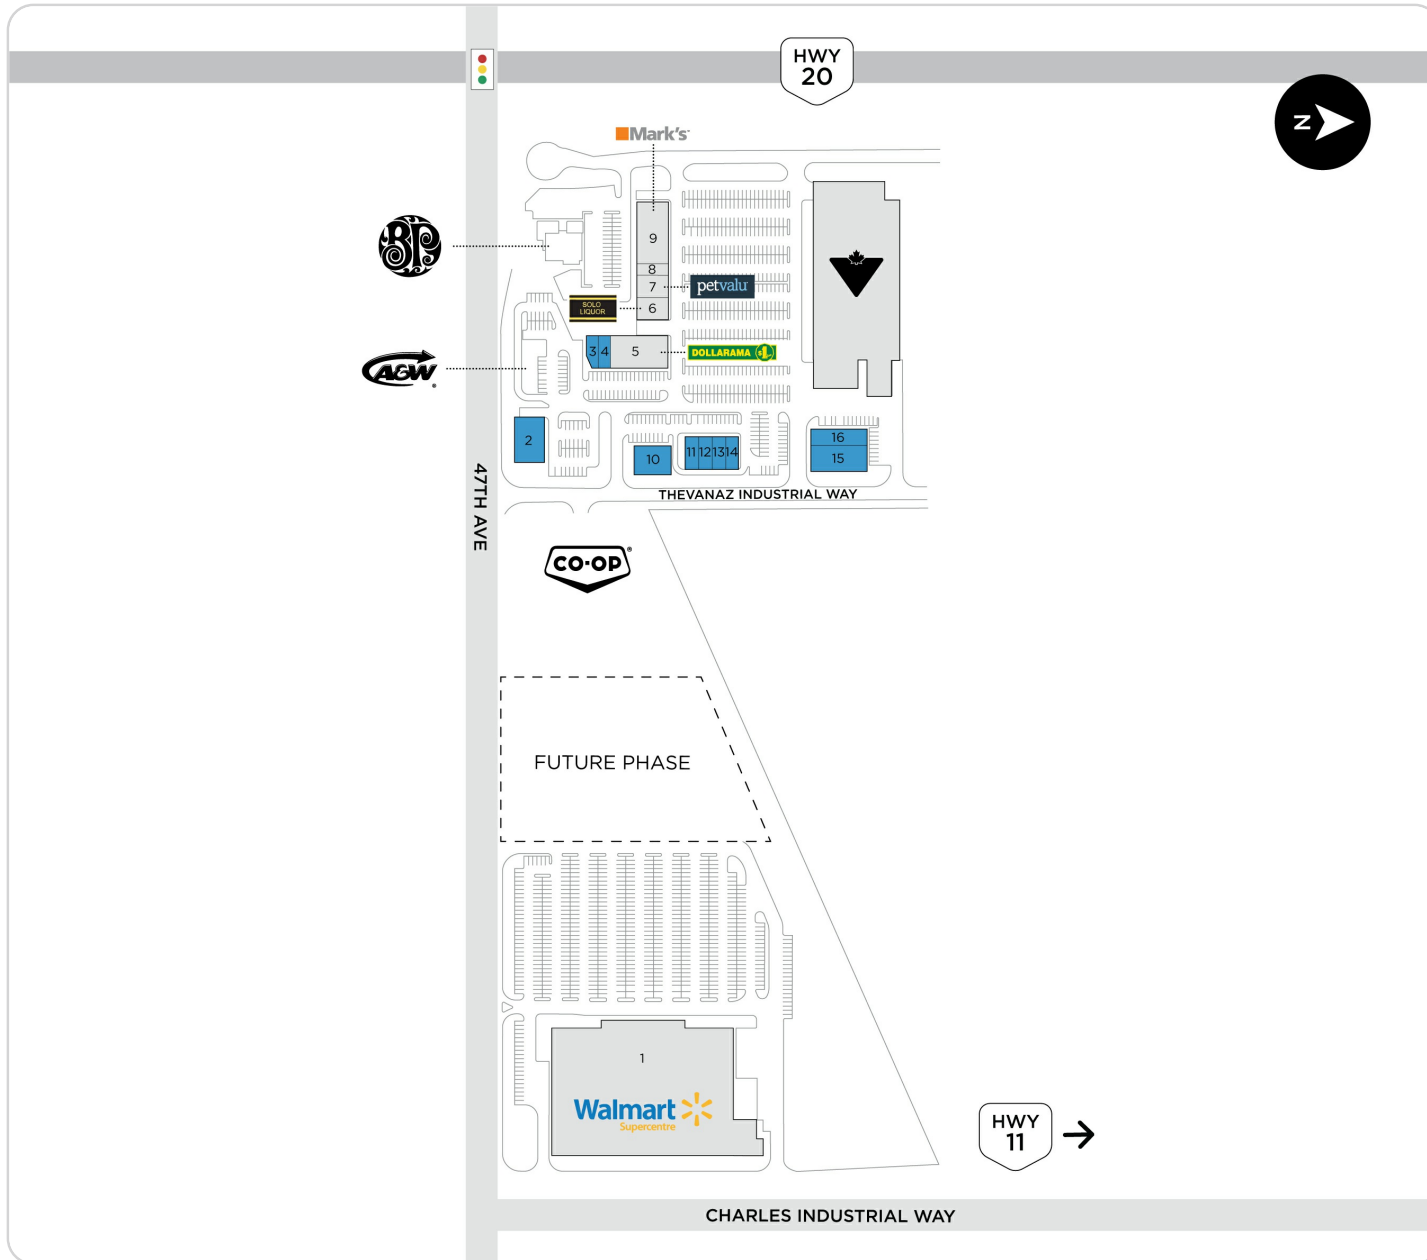 HWY
20
N
Mark's
BP
9
8
7
petvalu
SOLO
LIQUOR
6
3
4
5
DOLLARAMA $1
A&W®
2
10
11
12
13
14
16
15
THEVANAZ INDUSTRIAL WAY
47TH AVE
CO·OP®
FUTURE PHASE
1
Walmart
Supercentre
HWY
11
CHARLES INDUSTRIAL WAY